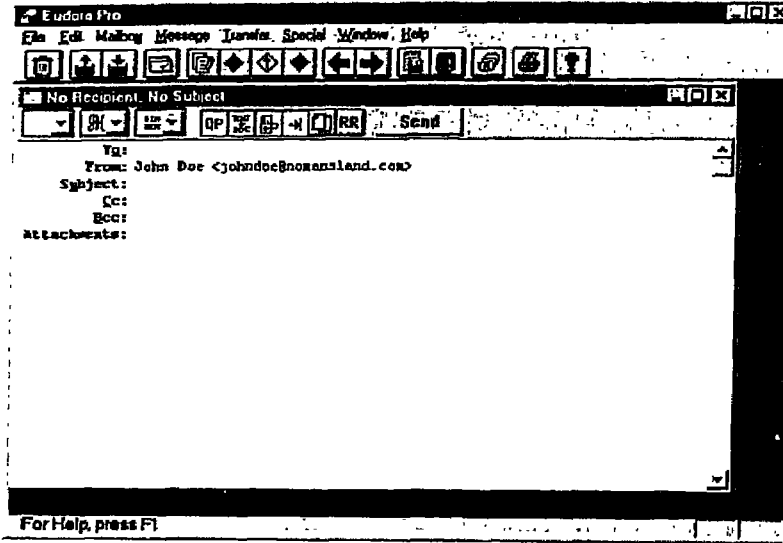 Eudora Pro
File Edit Mailbox Message Transfer Special Window Help
No Recipient, No Subject
QP RR Send
To:
From: John Doe <johndoe@nomansland.com>
Subject:
Cc:
Bcc:
Attachments:
For Help, press F1